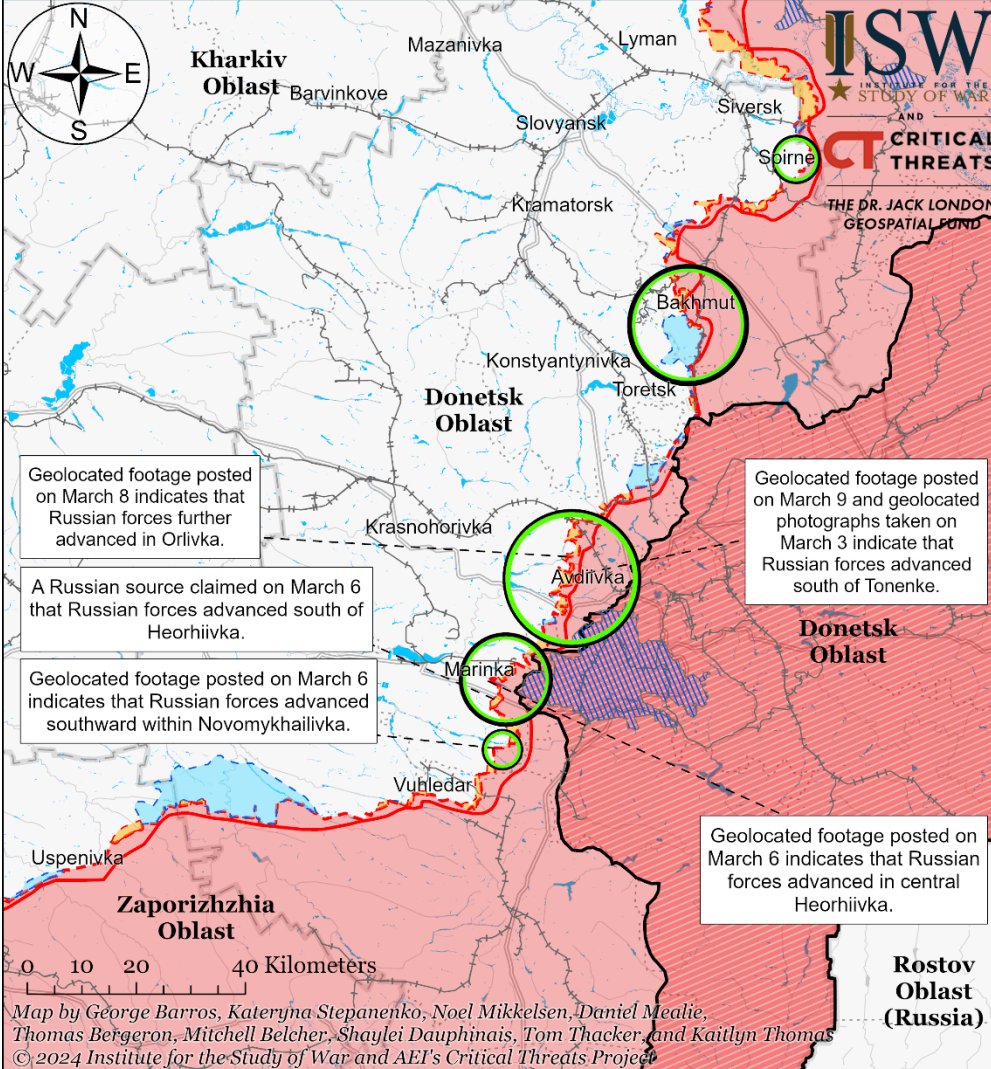 N
W
E
S
Kharkiv
Oblast
Mazanivka
Lyman
Barvinkove
Slovyansk
Siversk
ISW
INSTITUTE FOR THE
STUDY OF WAR
AND
CT CRITICAL
THREATS
THE DR. JACK LONDON
GEOSPATIAL FUND
Spirne
Kramatorsk
Bakhmut
Konstyantynivka
Toretsk
Donetsk
Oblast
Geolocated footage posted
on March 8 indicates that
Russian forces further
advanced in Orlivka.
Krasnohorivka
Avdiivka
Geolocated footage posted
on March 9 and geolocated
photographs taken on
March 3 indicate that
Russian forces advanced
south of Tonenke.
A Russian source claimed on March 6
that Russian forces advanced south of
Heorhiivka.
Donetsk
Oblast
Marinka
Geolocated footage posted on March 6
indicates that Russian forces advanced
southward within Novomykhailivka.
Vuhledar
Uspenivka
Geolocated footage posted on
March 6 indicates that Russian
forces advanced in central
Heorhiivka.
Zaporizhzhia
Oblast
Rostov
Oblast
(Russia)
0 10 20 40 Kilometers
Map by George Barros, Kateryna Stepanenko, Noel Mikkelsen, Daniel Mealie,
Thomas Bergeron, Mitchell Belcher, Shaylei Dauphinais, Tom Thacker, and Kaitlyn Thomas
© 2024 Institute for the Study of War and AEI's Critical Threats Project